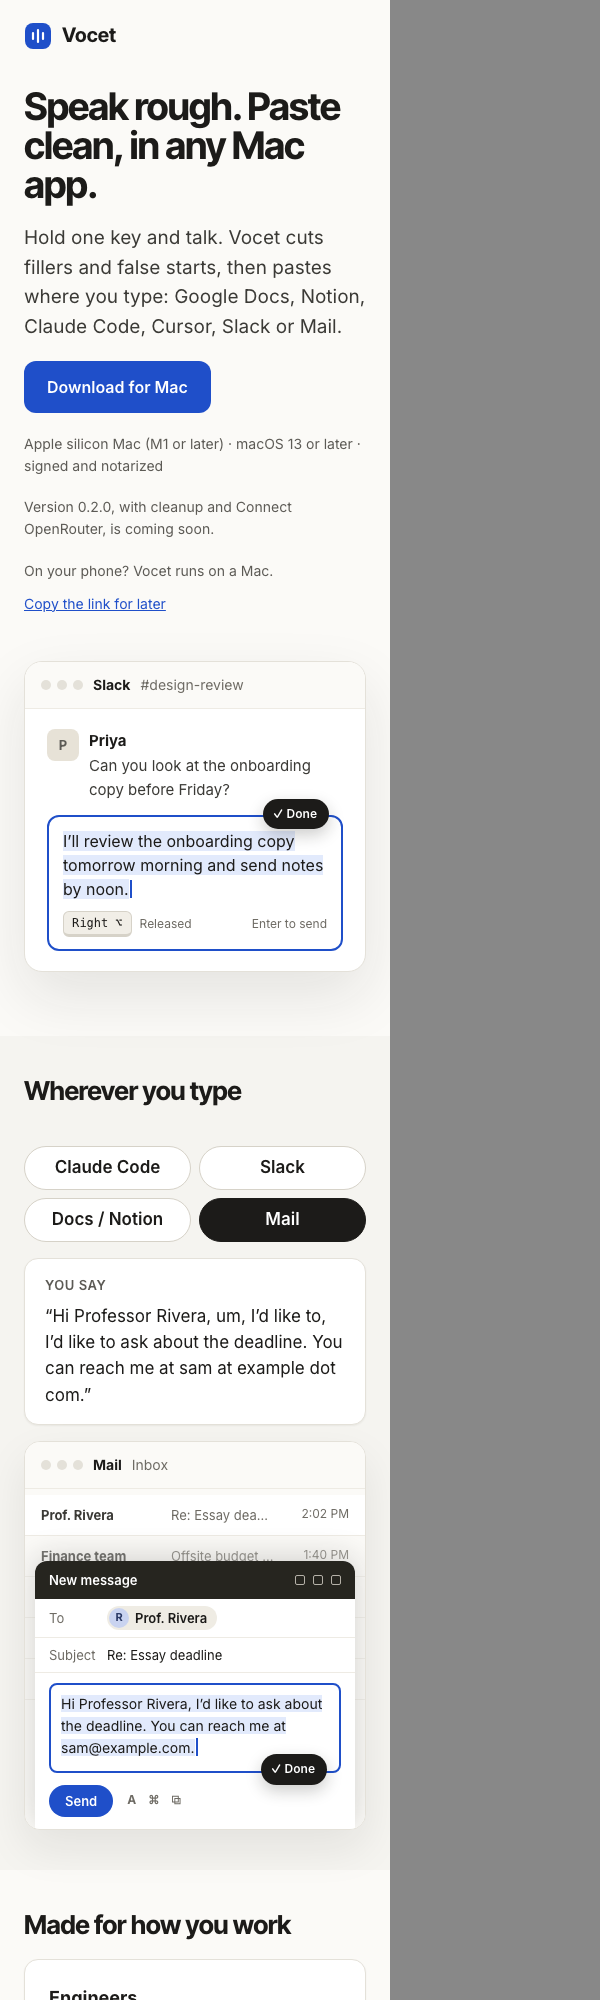 Vocet
Speak rough. Paste
clean, in any Mac
app.
Hold one key and talk. Vocet cuts
fillers and false starts, then pastes
where you type: Google Docs, Notion,
Claude Code, Cursor, Slack or Mail.
Download for Mac
Apple silicon Mac (M1 or later) · macOS 13 or later ·
signed and notarized
Version 0.2.0, with cleanup and Connect
OpenRouter, is coming soon.
On your phone? Vocet runs on a Mac.
Copy the link for later
Slack #design-review
P Priya
Can you look at the onboarding
copy before Friday?
✓ Done
I’ll review the onboarding copy
tomorrow morning and send notes
by noon.
Right ⌥ Released Enter to send
Wherever you type
Claude Code Slack
Docs / Notion Mail
YOU SAY
“Hi Professor Rivera, um, I’d like to,
I’d like to ask about the deadline. You
can reach me at sam at example dot
com.”
Mail Inbox
Prof. Rivera Re: Essay dea... 2:02 PM
Finance team Offsite budget ... 1:40 PM
New message
To R Prof. Rivera
Subject Re: Essay deadline
Hi Professor Rivera, I’d like to ask about
the deadline. You can reach me at
sam@example.com.
✓ Done
Send A ⌘
Made for how you work
Engineers